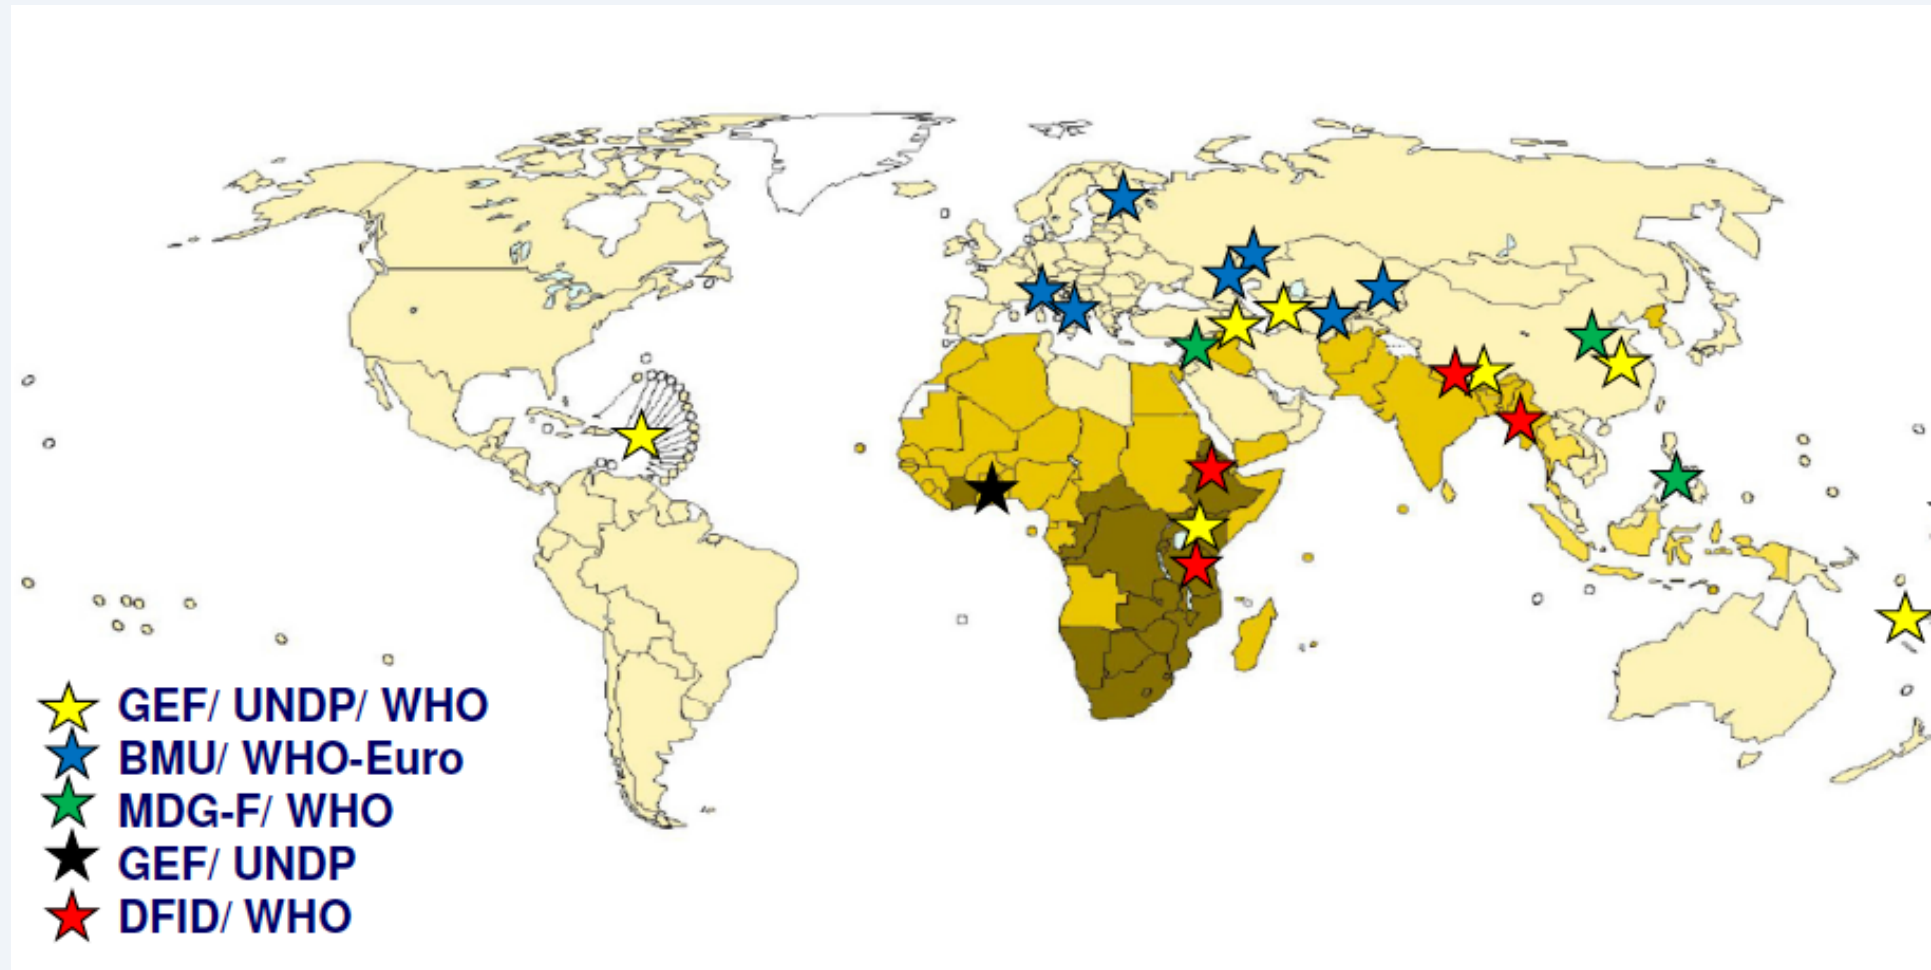 GEF/ UNDP/ WHO
BMU/ WHO-Euro
MDG-F/ WHO
GEF/ UNDP
DFID/ WHO